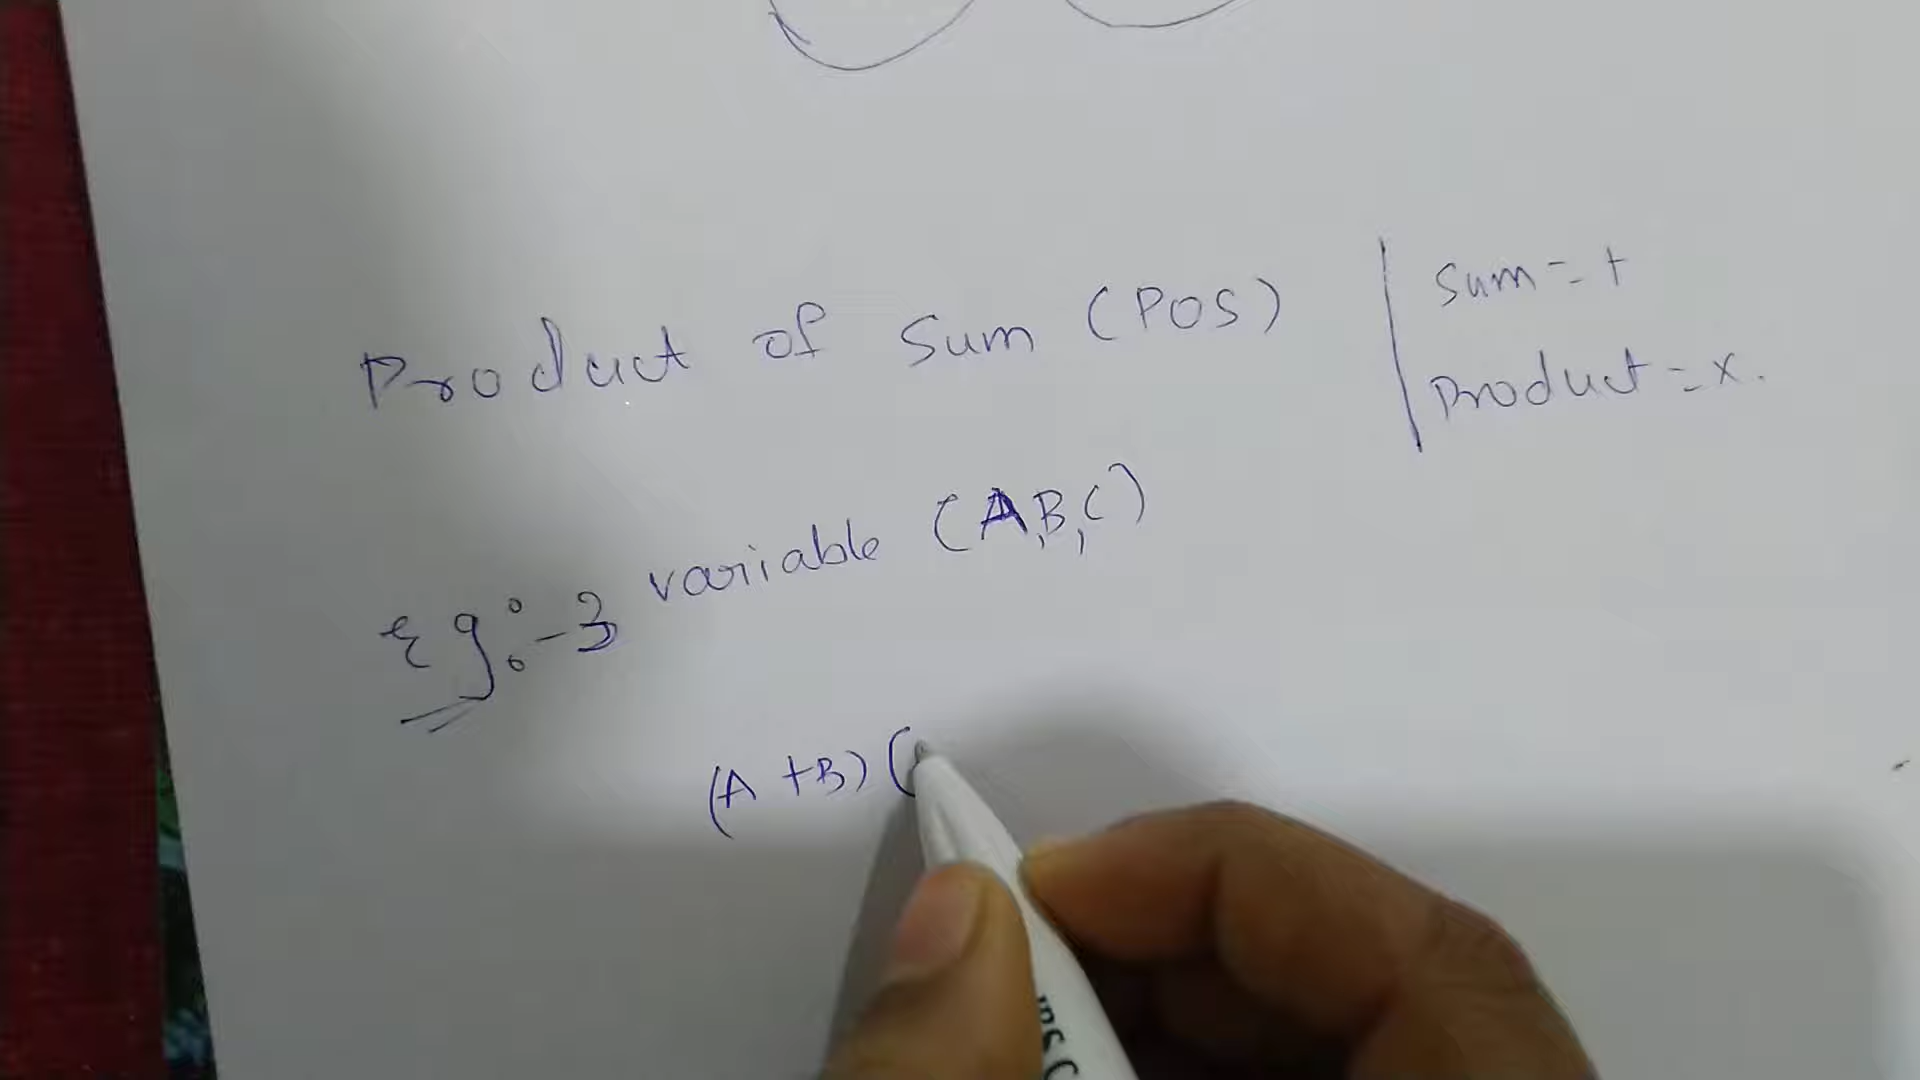 Product of Sum (POS)
Sum = +
Product = x.
Eg:- 3 variable (A,B,C)
(A + B) (